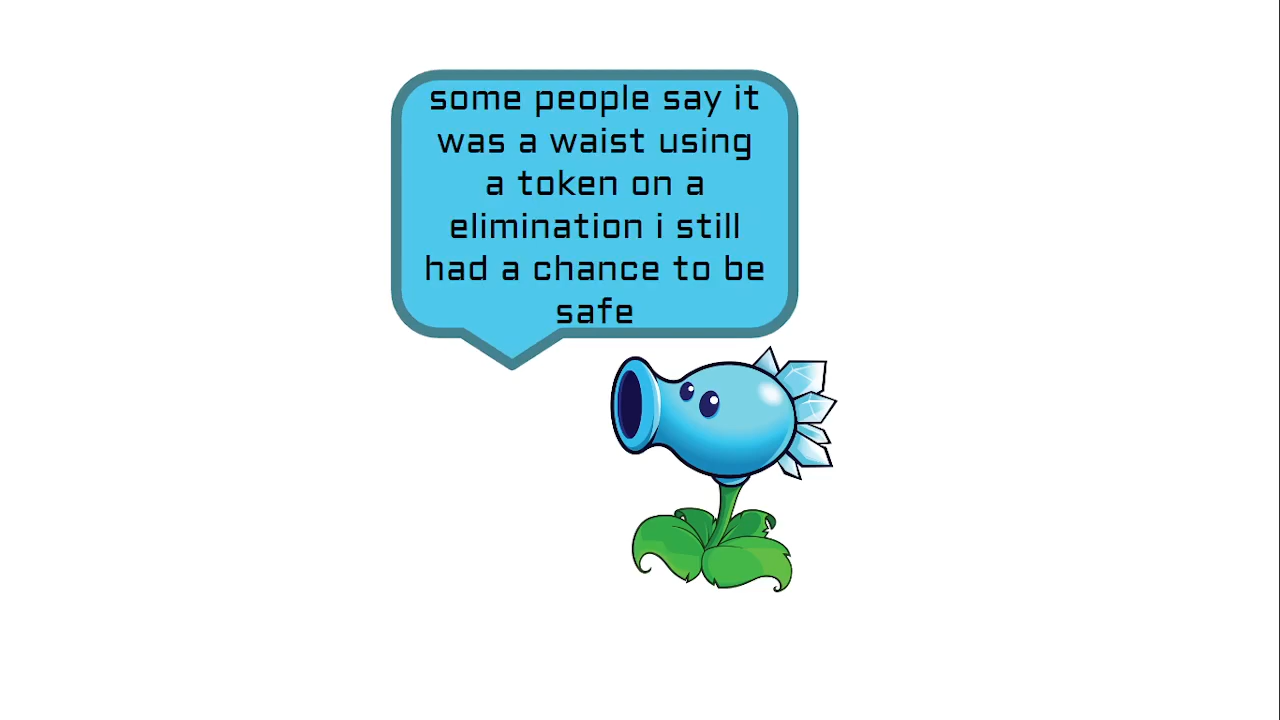 some people say it
was a waist using
a token on a
elimination i still
had a chance to be
safe